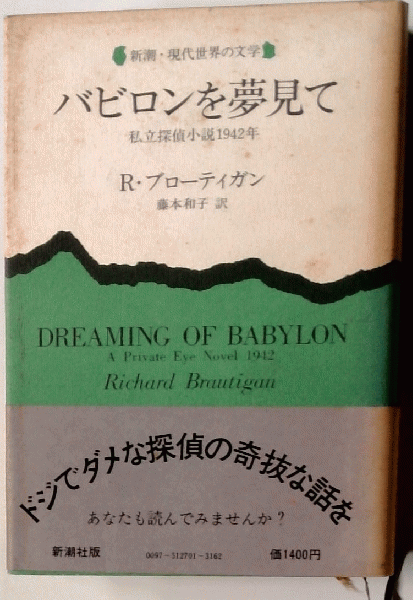 新潮・現代世界の文学
バビロンを夢見て
私立探偵小説1942年
R・ブローティガン
藤本和子 訳
DREAMING OF BABYLON
A Private Eye Novel 1942
Richard Brautigan
ドジでダメな探偵の奇抜な話を
あなたも読んでみませんか?
新潮社版
0097-512701-3162
価1400円